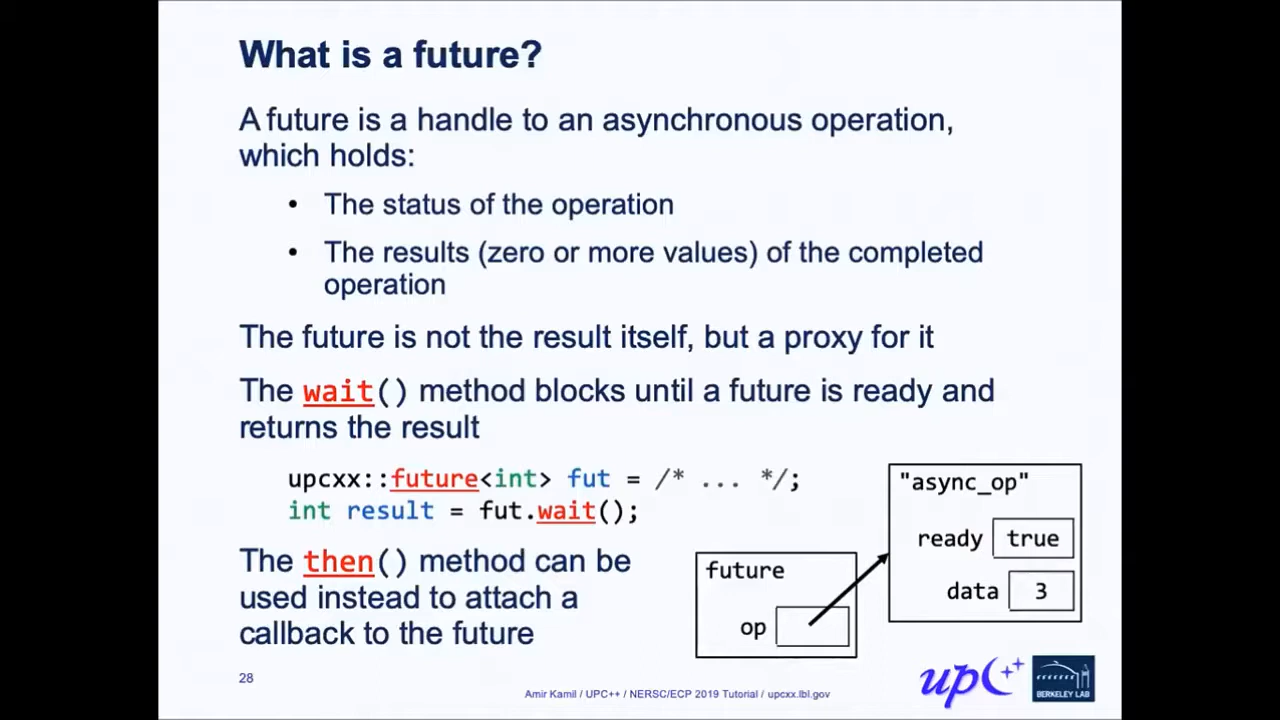 What is a future?
A future is a handle to an asynchronous operation,
which holds:
• The status of the operation
• The results (zero or more values) of the completed
operation
The future is not the result itself, but a proxy for it
The wait() method blocks until a future is ready and
returns the result
upcxx::future<int> fut = /* ... */;
int result = fut.wait();
The then() method can be
used instead to attach a
callback to the future
future
op
"async_op"
ready true
data 3
28
Amir Kamil / UPC++ / NERSC/ECP 2019 Tutorial / upcxx.lbl.gov
upC++
BERKELEY LAB